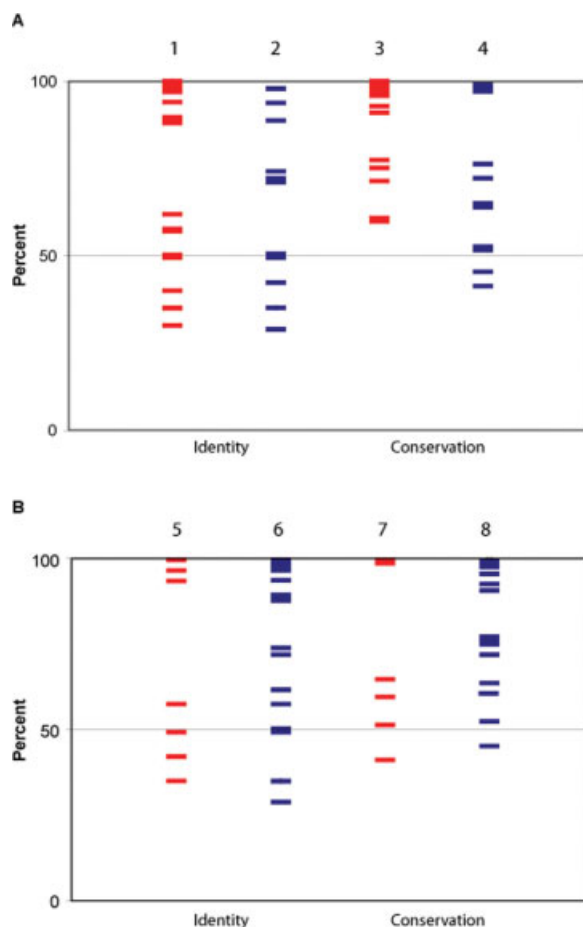 A
1 2 3 4
100
50
0
Percent
Identity Conservation
B
5 6 7 8
100
50
0
Percent
Identity Conservation